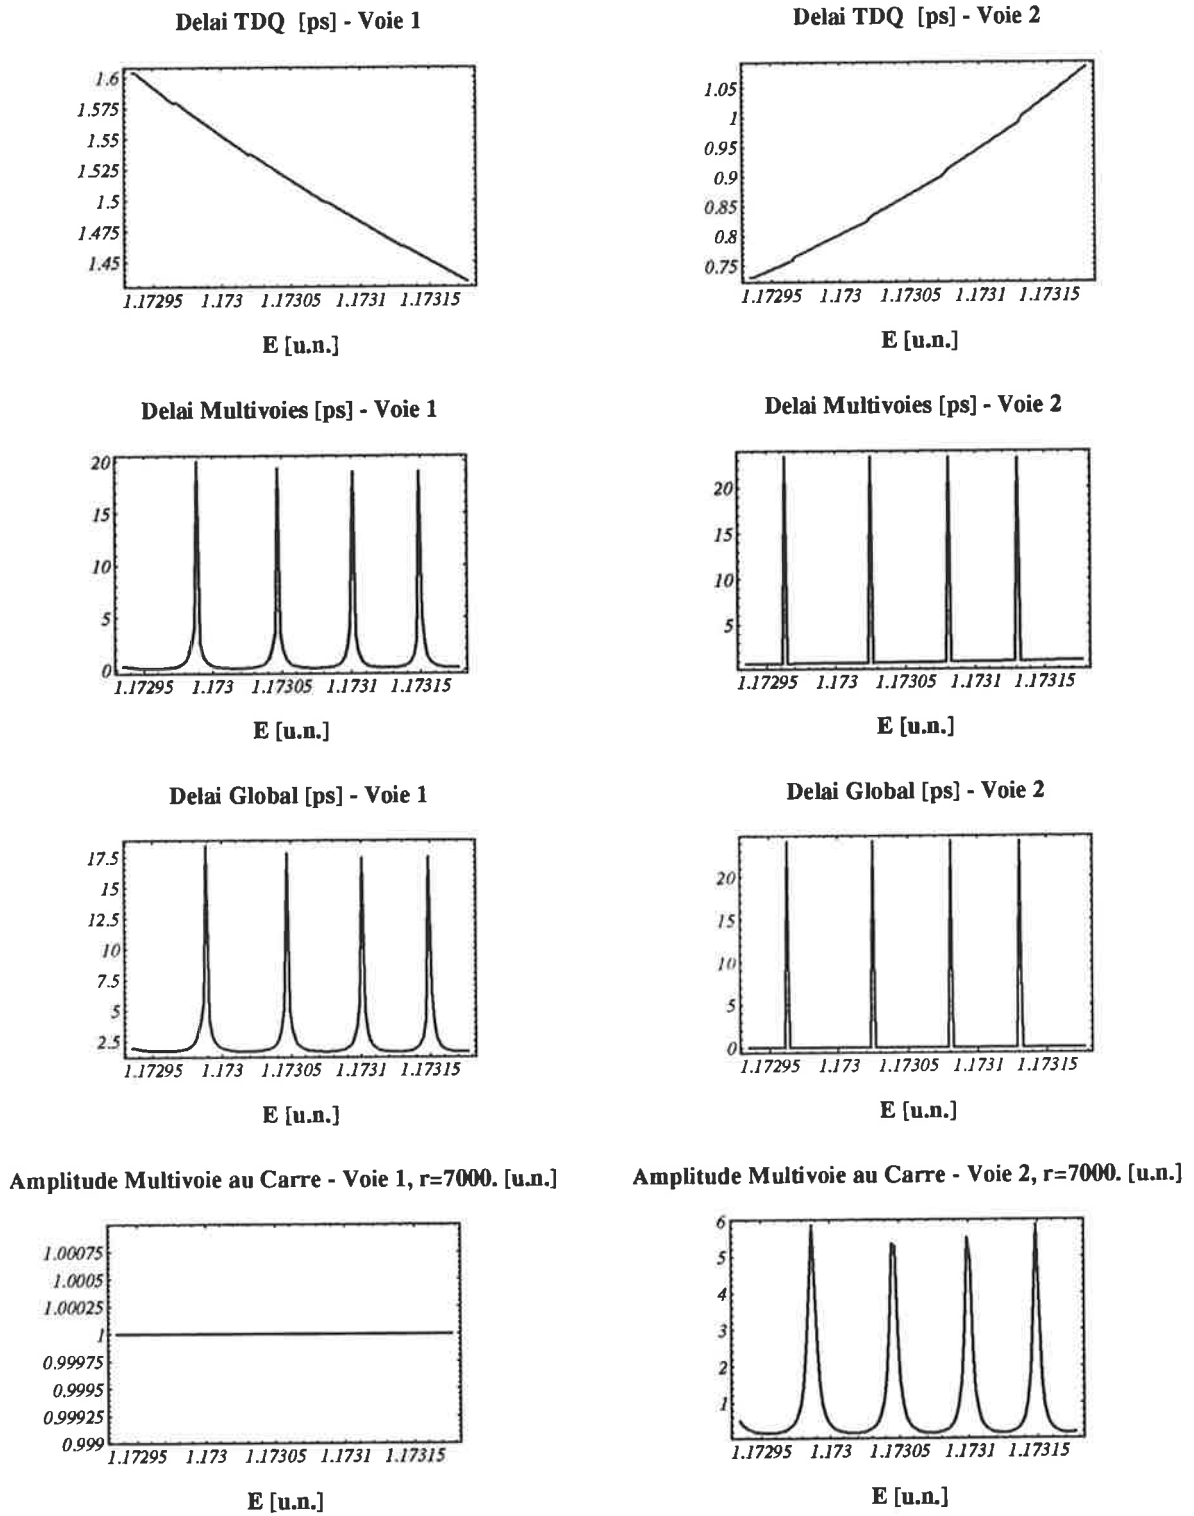 Delai TDQ [ps] - Voie 1
1.6
1.575
1.55
1.525
1.5
1.475
1.45
1.17295 1.173 1.17305 1.1731 1.17315
E [u.n.]
Delai TDQ [ps] - Voie 2
1.05
1
0.95
0.9
0.85
0.8
0.75
1.17295 1.173 1.17305 1.1731 1.17315
E [u.n.]
Delai Multivoies [ps] - Voie 1
20
15
10
5
0
1.17295 1.173 1.17305 1.1731 1.17315
E [u.n.]
Delai Multivoies [ps] - Voie 2
20
15
10
5
1.17295 1.173 1.17305 1.1731 1.17315
E [u.n.]
Delai Global [ps] - Voie 1
17.5
15
12.5
10
7.5
5
2.5
1.17295 1.173 1.17305 1.1731 1.17315
E [u.n.]
Delai Global [ps] - Voie 2
20
15
10
5
0
1.17295 1.173 1.17305 1.1731 1.17315
E [u.n.]
Amplitude Multivoie au Carre - Voie 1, r=7000. [u.n.]
1.00075
1.0005
1.00025
1
0.99975
0.9995
0.99925
0.999
1.17295 1.173 1.17305 1.1731 1.17315
E [u.n.]
Amplitude Multivoie au Carre - Voie 2, r=7000. [u.n.]
6
5
4
3
2
1
1.17295 1.173 1.17305 1.1731 1.17315
E [u.n.]